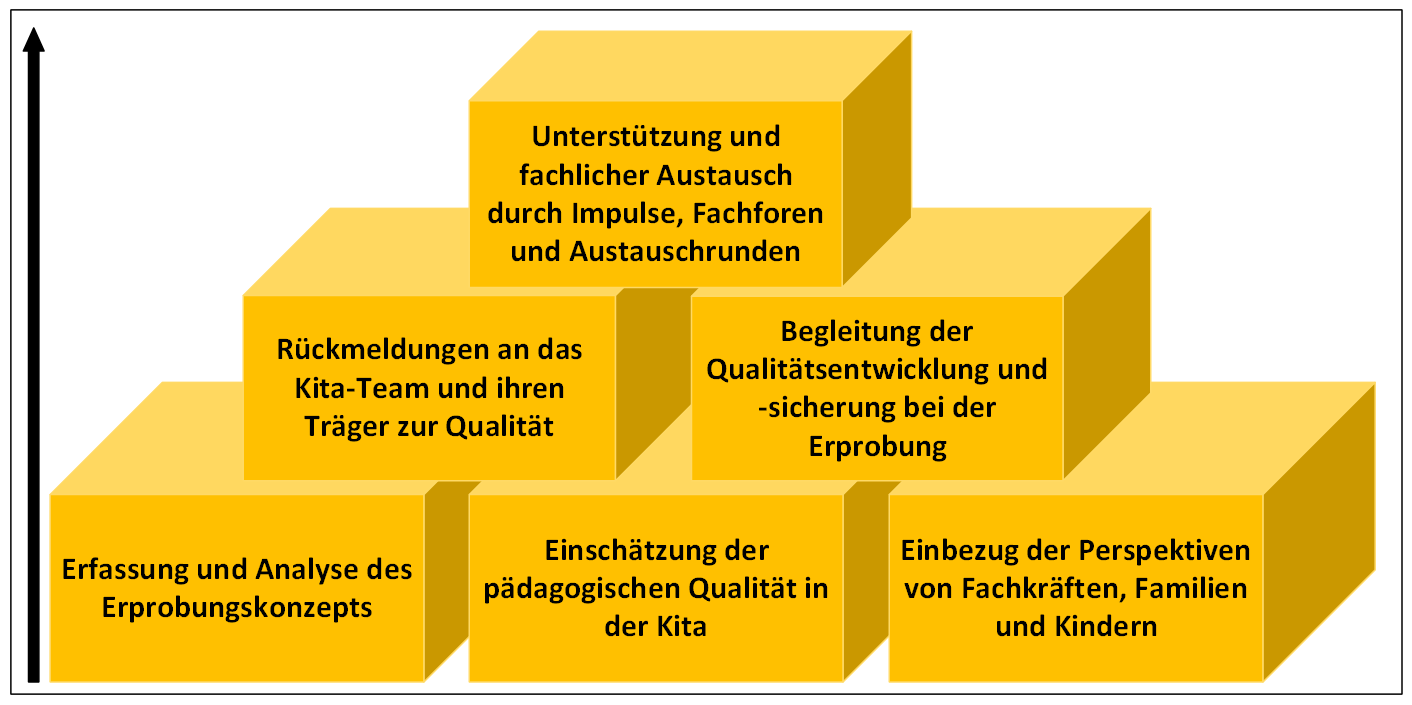 Unterstützung und
fachlicher Austausch
durch Impulse, Fachforen
und Austauschrunden
Rückmeldungen an das
Kita-Team und ihren
Träger zur Qualität
Begleitung der
Qualitätsentwicklung und
-sicherung bei der
Erprobung
Erfassung und Analyse des
Erprobungskonzepts
Einschätzung der
pädagogischen Qualität in
der Kita
Einbezug der Perspektiven
von Fachkräften, Familien
und Kindern